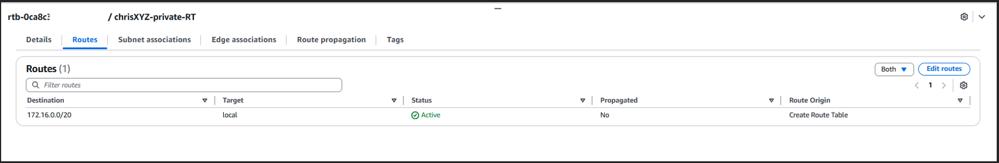 rtb-0ca8c3 / chrisXYZ-private-RT
Details Routes Subnet associations Edge associations Route propagation Tags
Routes (1) Both Edit routes
Filter routes 1
Destination Target Status Propagated Route Origin
172.16.0.0/20 local Active No Create Route Table